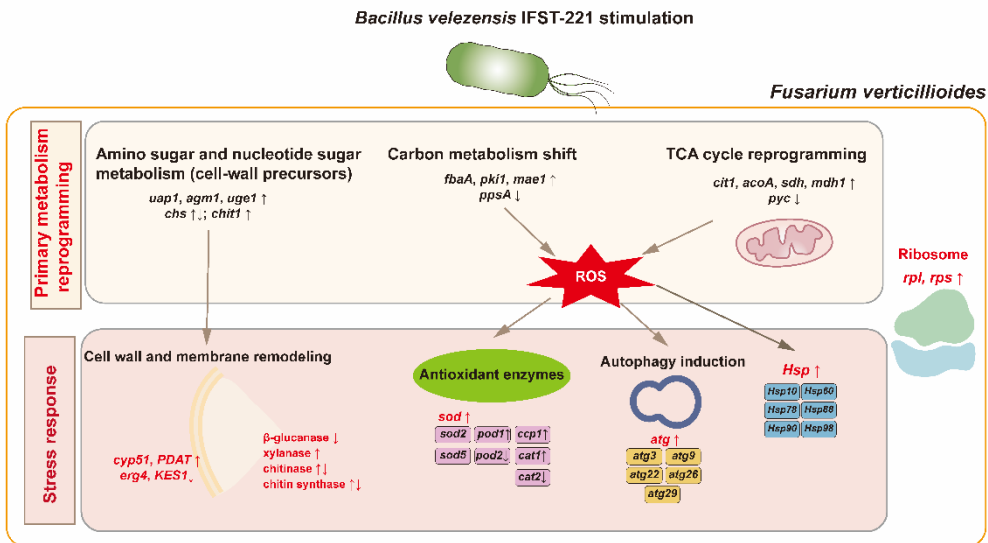 Bacillus velezensis IFST-221 stimulation
Fusarium verticillioides
Primary metabolism
reprogramming
Amino sugar and nucleotide sugar
metabolism (cell-wall precursors)
uap1, agm1, uge1 ↑
chs ↑↓; chit1 ↑
Carbon metabolism shift
fbaA, pki1, mae1 ↑
ppsA ↓
TCA cycle reprogramming
cit1, acoA, sdh, mdh1 ↑
pyc ↓
ROS
Ribosome
rpl, rps ↑
Stress response
Cell wall and membrane remodeling
cyp51, PDAT ↑
erg4, KES1 ↓
β-glucanase ↓
xylanase ↑
chitinase ↑↓
chitin synthase ↑↓
Antioxidant enzymes
sod ↑
sod2 pod1↑ ccp1↑
sod5 pod2↓ cat1↑
cat2↓
Autophagy induction
atg ↑
atg3 atg9
atg22 atg26
atg29
Hsp ↑
Hsp10 Hsp60
Hsp78 Hsp88
Hsp90 Hsp98